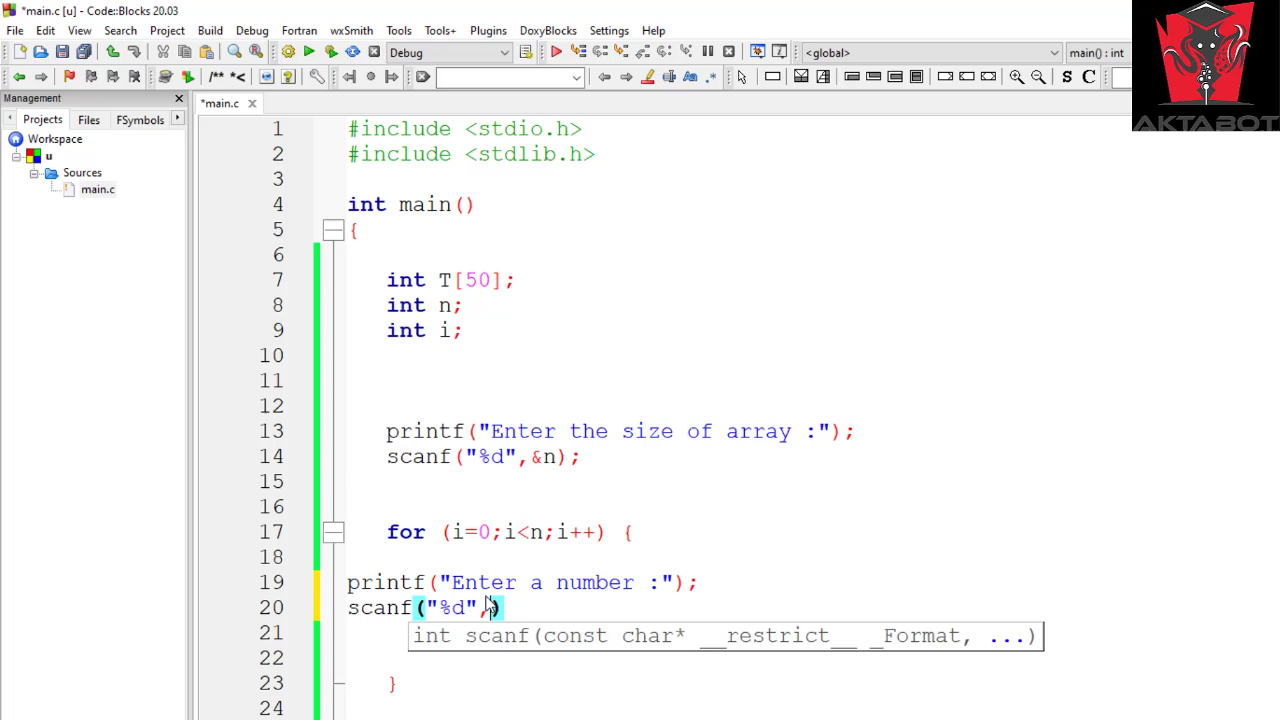 *main.c [u] - Code::Blocks 20.03
File Edit View Search Project Build Debug Fortran wxSmith Tools Tools+ Plugins DoxyBlocks Settings Help
Debug <global> main() : int
/** *< Aa .* S C
Management
Projects Files FSymbols
Workspace
u
Sources
main.c
*main.c
1 #include <stdio.h>
2 #include <stdlib.h>
3
4 int main()
5 {
6
7 int T[50];
8 int n;
9 int i;
10
11
12
13 printf("Enter the size of array :");
14 scanf("%d",&n);
15
16
17 for (i=0;i<n;i++) {
18
19 printf("Enter a number :");
20 scanf("%d",)
int scanf(const char* __restrict__ _Format, ...)
21
22
23 }
24
AKTABOT